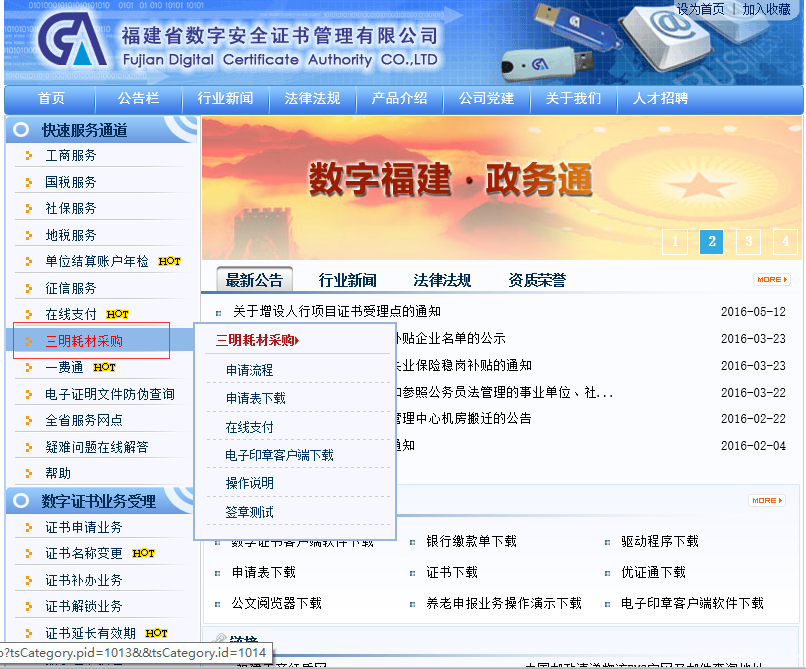 设为首页 | 加入收藏
福建省数字安全证书管理有限公司
Fujian Digital Certificate Authority CO.,LTD
首页 公告栏 行业新闻 法律法规 产品介绍 公司党建 关于我们 人才招聘
快速服务通道
工商服务
国税服务
社保服务
地税服务
单位结算账户年检 HOT
征信服务
在线支付 HOT
三明耗材采购
一费通 HOT
电子证明文件防伪查询
全省服务网点
疑难问题在线解答
帮助
数字证书业务受理
证书申请业务
证书名称变更 HOT
证书补办业务
证书解锁业务
证书延长有效期 HOT
o?tsCategory.pid=1013&t&tsCategory.id=1014
数字福建·政务通
1 2 3 4
最新公告 行业新闻 法律法规 资质荣誉 MORE
关于增设人行项目证书受理点的通知 2016-05-12
补贴企业名单的公示 2016-03-23
失业保险稳岗补贴的通知 2016-03-23
和参照公务员法管理的事业单位、社... 2016-03-22
管理中心机房搬迁的公告 2016-02-22
通知 2016-02-04
三明耗材采购
申请流程
申请表下载
在线支付
电子印章客户端下载
操作说明
签章测试
MORE
数字证书客户端软件下载 银行缴款单下载 驱动程序下载
申请表下载 证书下载 优证通下载
公文阅览器下载 养老申报业务操作演示下载 电子印章客户端软件下载
链接